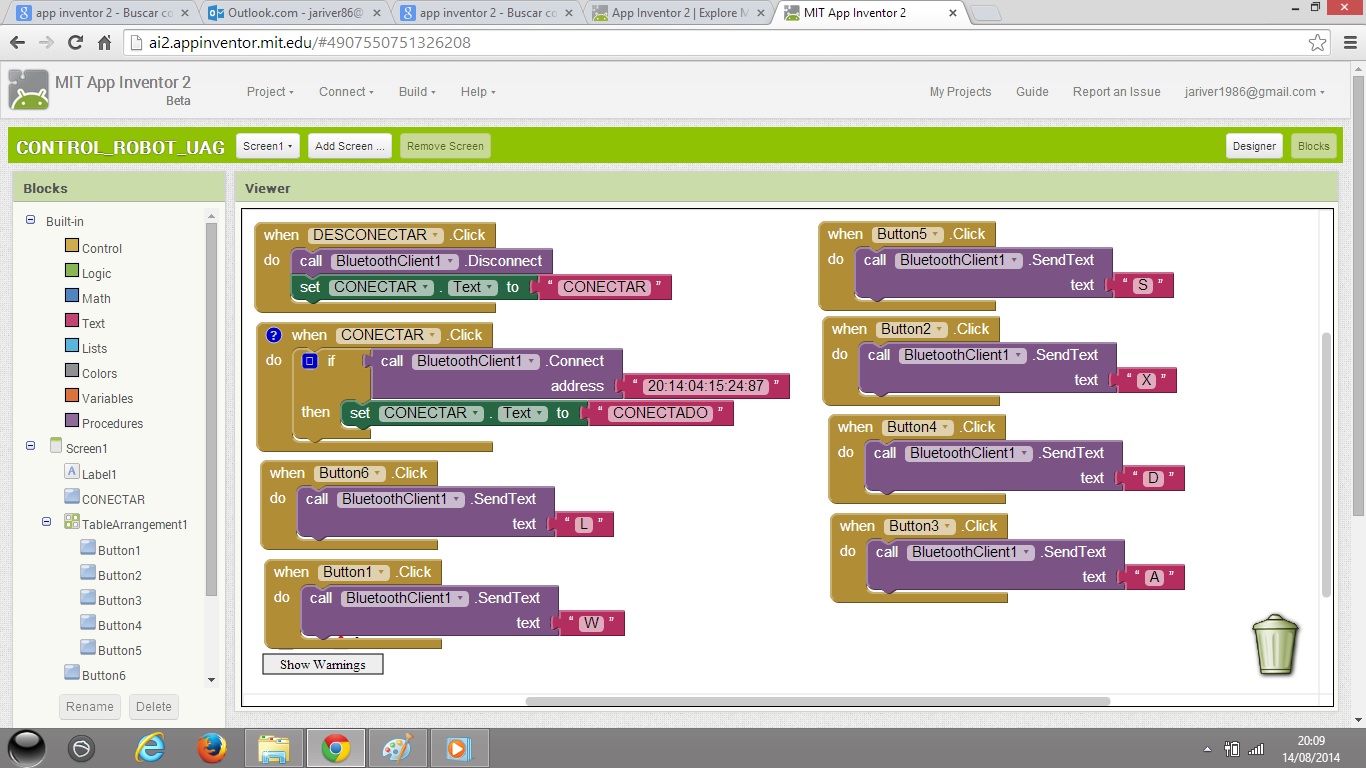 app inventor 2 - Buscar co
Outlook.com - jariver86@
app inventor 2 - Buscar co
App Inventor 2 | Explore M
MIT App Inventor 2
ai2.appinventor.mit.edu/#4907550751326208
MIT App Inventor 2
Beta
Project Connect Build Help
My Projects Guide Report an Issue jariver1986@gmail.com
CONTROL_ROBOT_UAG Screen1 Add Screen ... Remove Screen Designer Blocks
Blocks
Built-in
Control
Logic
Math
Text
Lists
Colors
Variables
Procedures
Screen1
Label1
CONECTAR
TableArrangement1
Button1
Button2
Button3
Button4
Button5
Button6
Rename Delete
Viewer
when DESCONECTAR .Click
do call BluetoothClient1 .Disconnect
set CONECTAR . Text to “ CONECTAR ”
? when CONECTAR .Click
do if call BluetoothClient1 .Connect
address “ 20:14:04:15:24:87 ”
then set CONECTAR . Text to “ CONECTADO ”
when Button6 .Click
do call BluetoothClient1 .SendText
text “ L ”
when Button1 .Click
do call BluetoothClient1 .SendText
text “ W ”
Show Warnings
when Button5 .Click
do call BluetoothClient1 .SendText
text “ S ”
when Button2 .Click
do call BluetoothClient1 .SendText
text “ X ”
when Button4 .Click
do call BluetoothClient1 .SendText
text “ D ”
when Button3 .Click
do call BluetoothClient1 .SendText
text “ A ”
20:09
14/08/2014